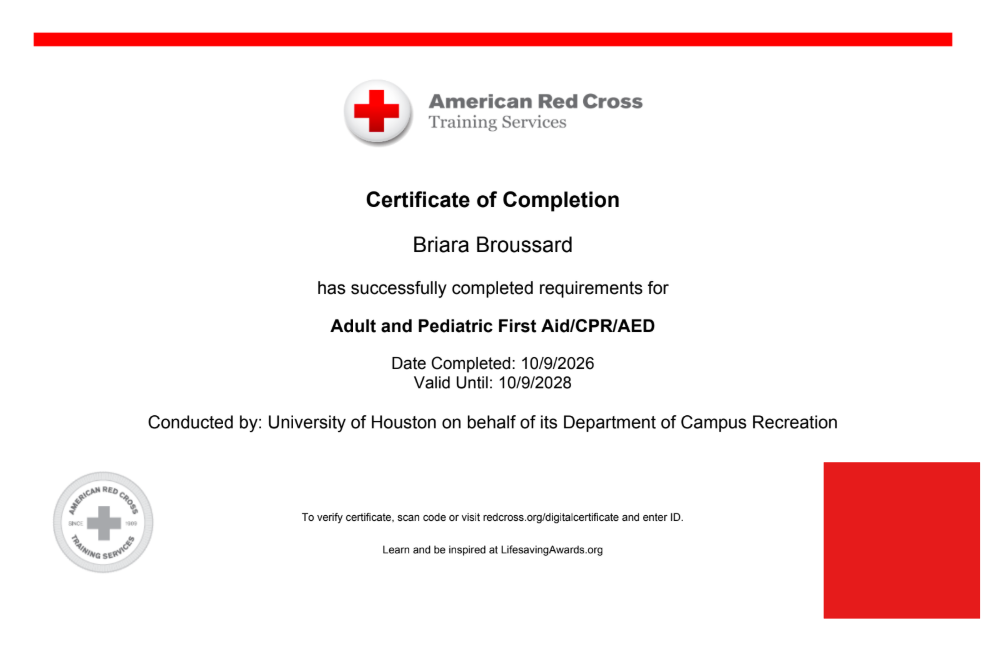 American Red Cross
Training Services
Certificate of Completion
Briara Broussard
has successfully completed requirements for
Adult and Pediatric First Aid/CPR/AED
Date Completed: 10/9/2026
Valid Until: 10/9/2028
Conducted by: University of Houston on behalf of its Department of Campus Recreation
AMERICAN RED CROSS
SINCE
TRAINING SERVICES
To verify certificate, scan code or visit redcross.org/digitalcertificate and enter ID.
Learn and be inspired at LifesavingAwards.org